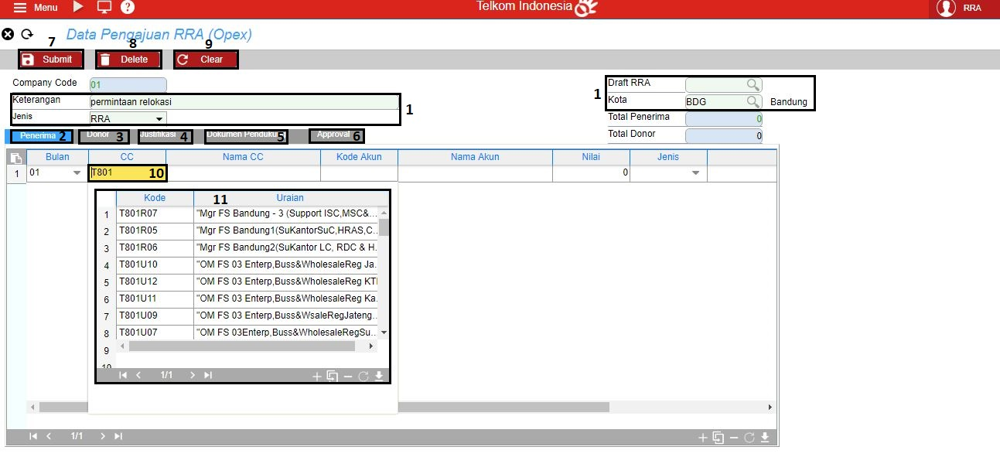 Menu ? Telkom Indonesia RRA
Data Pengajuan RRA (Opex)
7 8 9
Submit Delete Clear
Company Code 01 Draft RRA
Keterangan permintaan relokasi 1 1 Kota BDG Bandung
Jenis RRA Total Penerima 0
Total Donor 0
Penerima 2 Donor 3 Justifikasi 4 Dokumen Penduku 5 Approval 6
Bulan CC Nama CC Kode Akun Nama Akun Nilai Jenis
1 01 T801 10 0
Kode 11 Uraian
1 T801R07 "Mgr FS Bandung - 3 (Support ISC,MSC&...
2 T801R05 "Mgr FS Bandung1(SuKantorSuC,HRAS,C..
3 T801R06 "Mgr FS Bandung2(SuKantor LC, RDC & H.
4 T801U10 "OM FS 03 Enterp,Buss&WholesaleReg Ja.
5 T801U12 "OM FS 03 Enterp,Buss&WholesaleReg KTI
6 T801U11 "OM FS 03 Enterp,Buss&WholesaleReg Ka.
7 T801U09 "OM FS 03 Enterp,Buss&WsaleRegJateng..
8 T801U07 "OM FS 03Enterp,Buss&WholesaleRegSu..
9
10
1/1
1/1